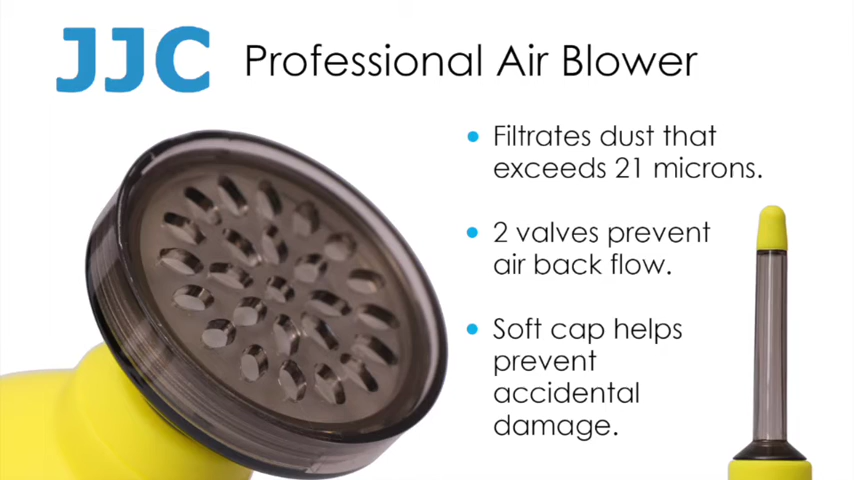 JJC Professional Air Blower
• Filtrates dust that
exceeds 21 microns.
• 2 valves prevent
air back flow.
• Soft cap helps
prevent
accidental
damage.